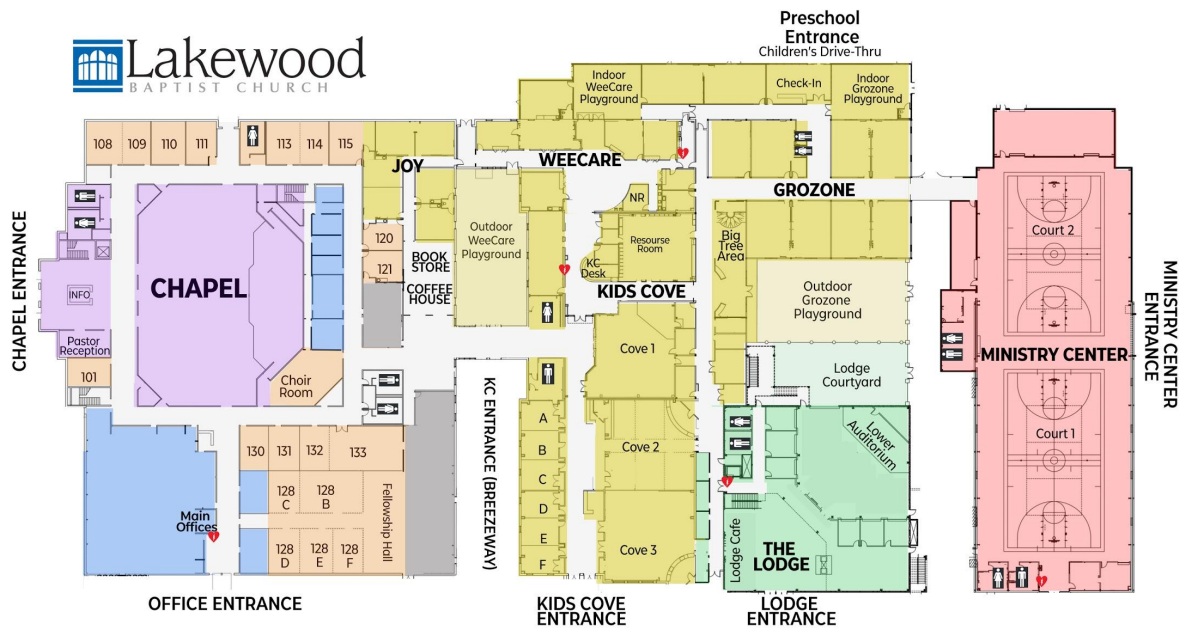 Lakewood
BAPTIST CHURCH
Preschool
Entrance
Children's Drive-Thru
Indoor
WeeCare
Playground
Check-In
Indoor
Grozone
Playground
108
109
110
111
113
114
115
JOY
WEECARE
GROZONE
NR
CHAPEL ENTRANCE
INFO
CHAPEL
Pastor
Reception
101
Choir
Room
120
121
BOOK
STORE
COFFEE
HOUSE
Outdoor
WeeCare
Playground
Resourse
Room
KC
Desk
KIDS COVE
Big
Tree
Area
Outdoor
Grozone
Playground
Lodge
Courtyard
Court 2
MINISTRY CENTER
Court 1
MINISTRY CENTER
ENTRANCE
Cove 1
Cove 2
Cove 3
A
B
C
D
E
F
KC ENTRANCE (BREEZEWAY)
130
131
132
133
128
C
128
B
128
D
128
E
128
F
Fellowship Hall
Main
Offices
Lower
Auditorium
Lodge Cafe
THE
LODGE
OFFICE ENTRANCE
KIDS COVE
ENTRANCE
LODGE
ENTRANCE